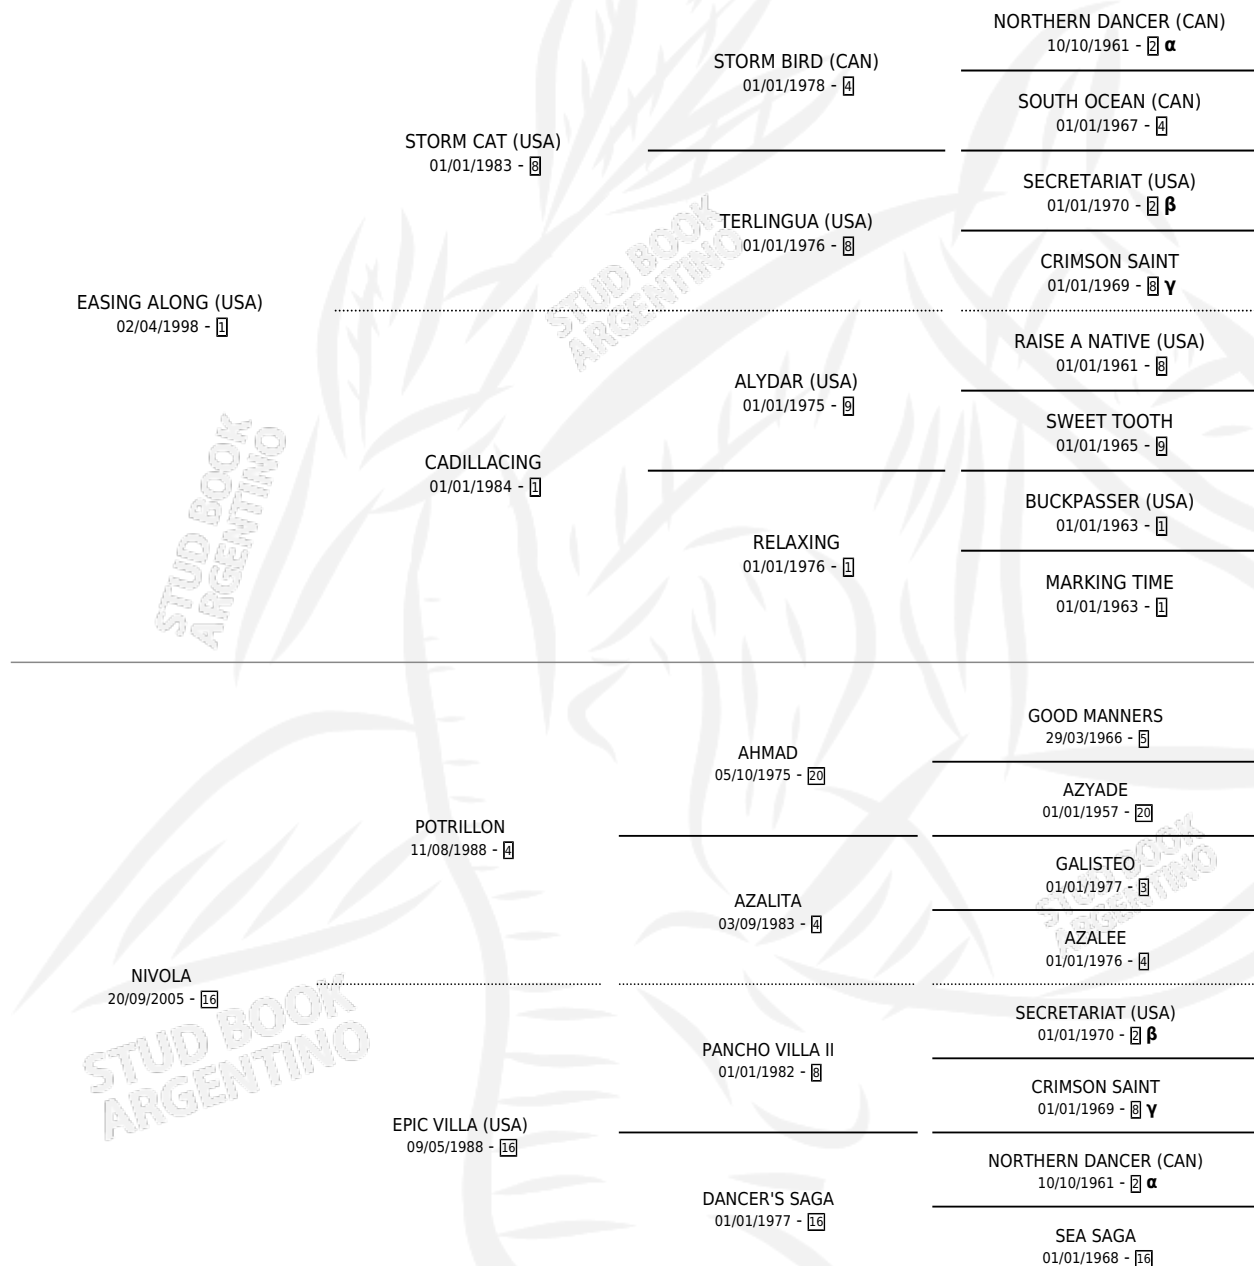 NORTHERN DANCER (CAN)
10/10/1961 - 2 α
STORM BIRD (CAN)
01/01/1978 - 4
SOUTH OCEAN (CAN)
01/01/1967 - 4
STORM CAT (USA)
01/01/1983 - 8
SECRETARIAT (USA)
01/01/1970 - 2 β
TERLINGUA (USA)
01/01/1976 - 8
CRIMSON SAINT
01/01/1969 - 8 γ
EASING ALONG (USA)
02/04/1998 - 1
RAISE A NATIVE (USA)
01/01/1961 - 8
ALYDAR (USA)
01/01/1975 - 9
SWEET TOOTH
01/01/1965 - 9
CADILLACING
01/01/1984 - 1
BUCKPASSER (USA)
01/01/1963 - 1
RELAXING
01/01/1976 - 1
MARKING TIME
01/01/1963 - 1
GOOD MANNERS
29/03/1966 - 5
AHMAD
05/10/1975 - 20
AZYADE
01/01/1957 - 20
POTRILLON
11/08/1988 - 4
GALISTEO
01/01/1977 - 3
AZALITA
03/09/1983 - 4
AZALEE
01/01/1976 - 4
NIVOLA
20/09/2005 - 16
SECRETARIAT (USA)
01/01/1970 - 2 β
PANCHO VILLA II
01/01/1982 - 8
CRIMSON SAINT
01/01/1969 - 8 γ
EPIC VILLA (USA)
09/05/1988 - 16
NORTHERN DANCER (CAN)
10/10/1961 - 2 α
DANCER'S SAGA
01/01/1977 - 16
SEA SAGA
01/01/1968 - 16
STUD BOOK
ARGENTINO
STUD BOOK
ARGENTINO
STUD BOOK
ARGENTINO
STUD BOOK
ARGENTINO